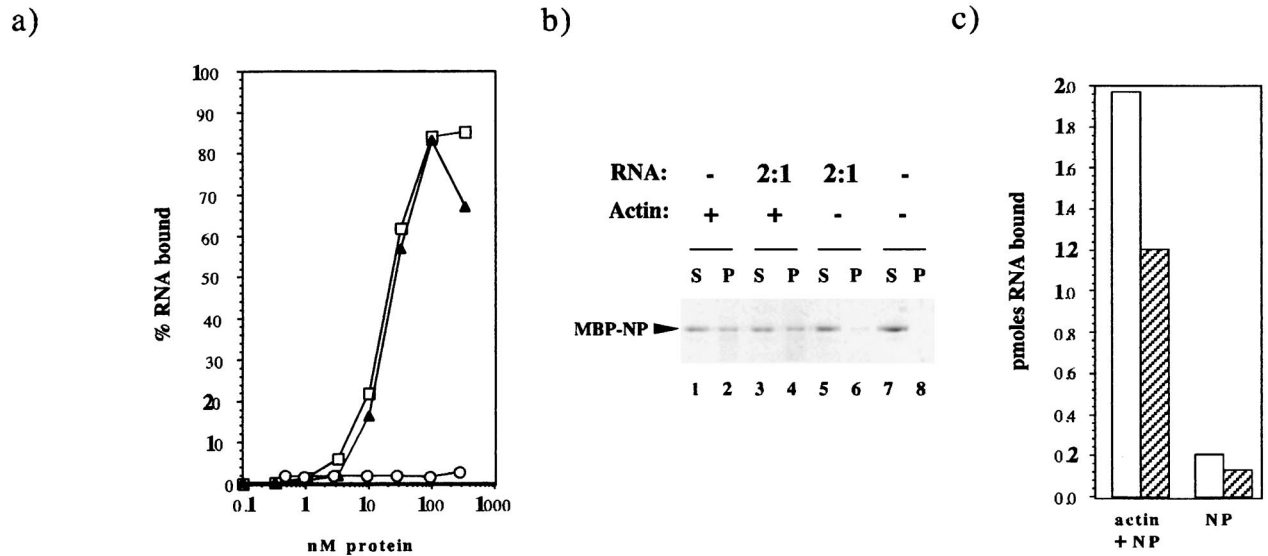 a)
100
90
80
70
60
50
40
30
20
10
0
% RNA bound
0.1 1 10 100 1000
nM protein
b)
RNA: - 2:1 2:1 -
Actin: + + - -
S P S P S P S P
MBP-NP
1 2 3 4 5 6 7 8
c)
2.0
1.8
1.6
1.4
1.2
1.0
0.8
0.6
0.4
0.2
0.0
pmoles RNA bound
actin NP
+ NP